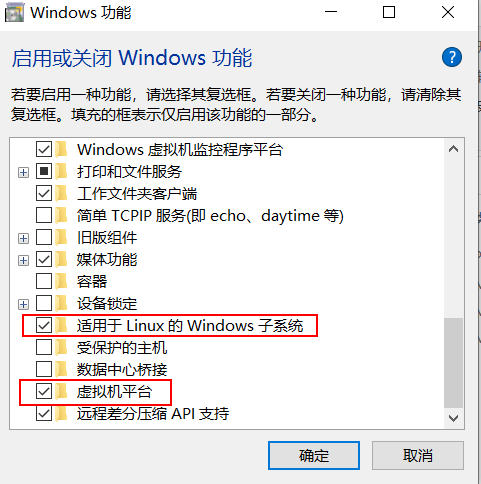 Windows 功能
启用或关闭 Windows 功能
若要启用一种功能，请选择其复选框。若要关闭一种功能，请清除其
复选框。填充的框表示仅启用该功能的一部分。
Windows 虚拟机监控程序平台
打印和文件服务
工作文件夹客户端
简单 TCPIP 服务(即 echo、daytime 等)
旧版组件
媒体功能
容器
设备锁定
适用于 Linux 的 Windows 子系统
受保护的主机
数据中心桥接
虚拟机平台
远程差分压缩 API 支持
确定
取消